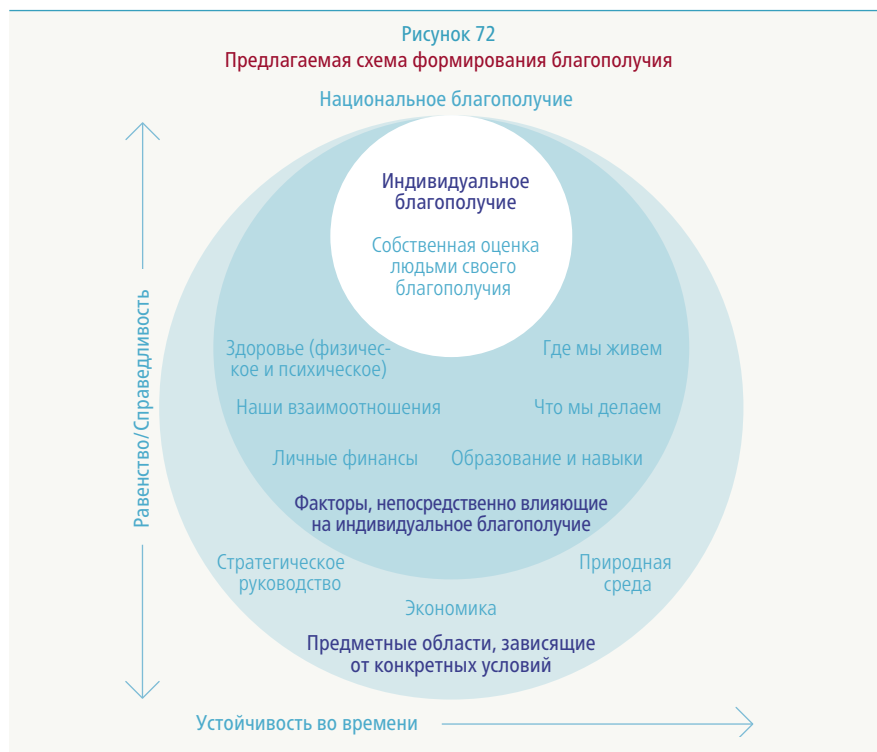 Рисунок 72
Предлагаемая схема формирования благополучия
Национальное благополучие
Индивидуальное
благополучие
Собственная оценка
людьми своего
благополучия
Здоровье (физичес-
кое и психическое)
Где мы живем
Наши взаимоотношения
Что мы делаем
Личные финансы
Образование и навыки
Факторы, непосредственно влияющие
на индивидуальное благополучие
Стратегическое
руководство
Природная
среда
Экономика
Предметные области, зависящие
от конкретных условий
Равенство/Справедливость
Устойчивость во времени